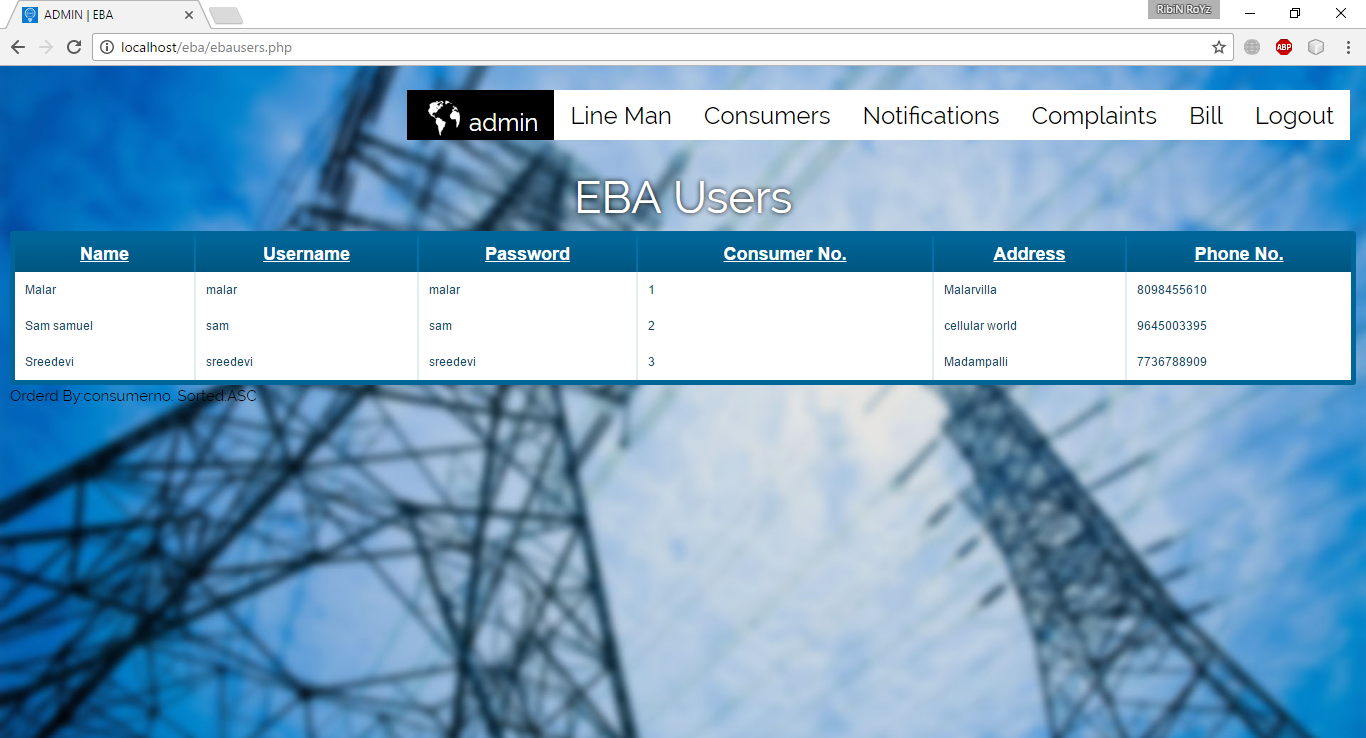 ADMIN | EBA
RibiN RoYz
localhost/eba/ebausers.php
ABP
admin Line Man Consumers Notifications Complaints Bill Logout
EBA Users
Name Username Password Consumer No. Address Phone No.
Malar malar malar 1 Malarvilla 8098455610
Sam samuel sam sam 2 cellular world 9645003395
Sreedevi sreedevi sreedevi 3 Madampalli 7736788909
Orderd By:consumerno. Sorted:ASC